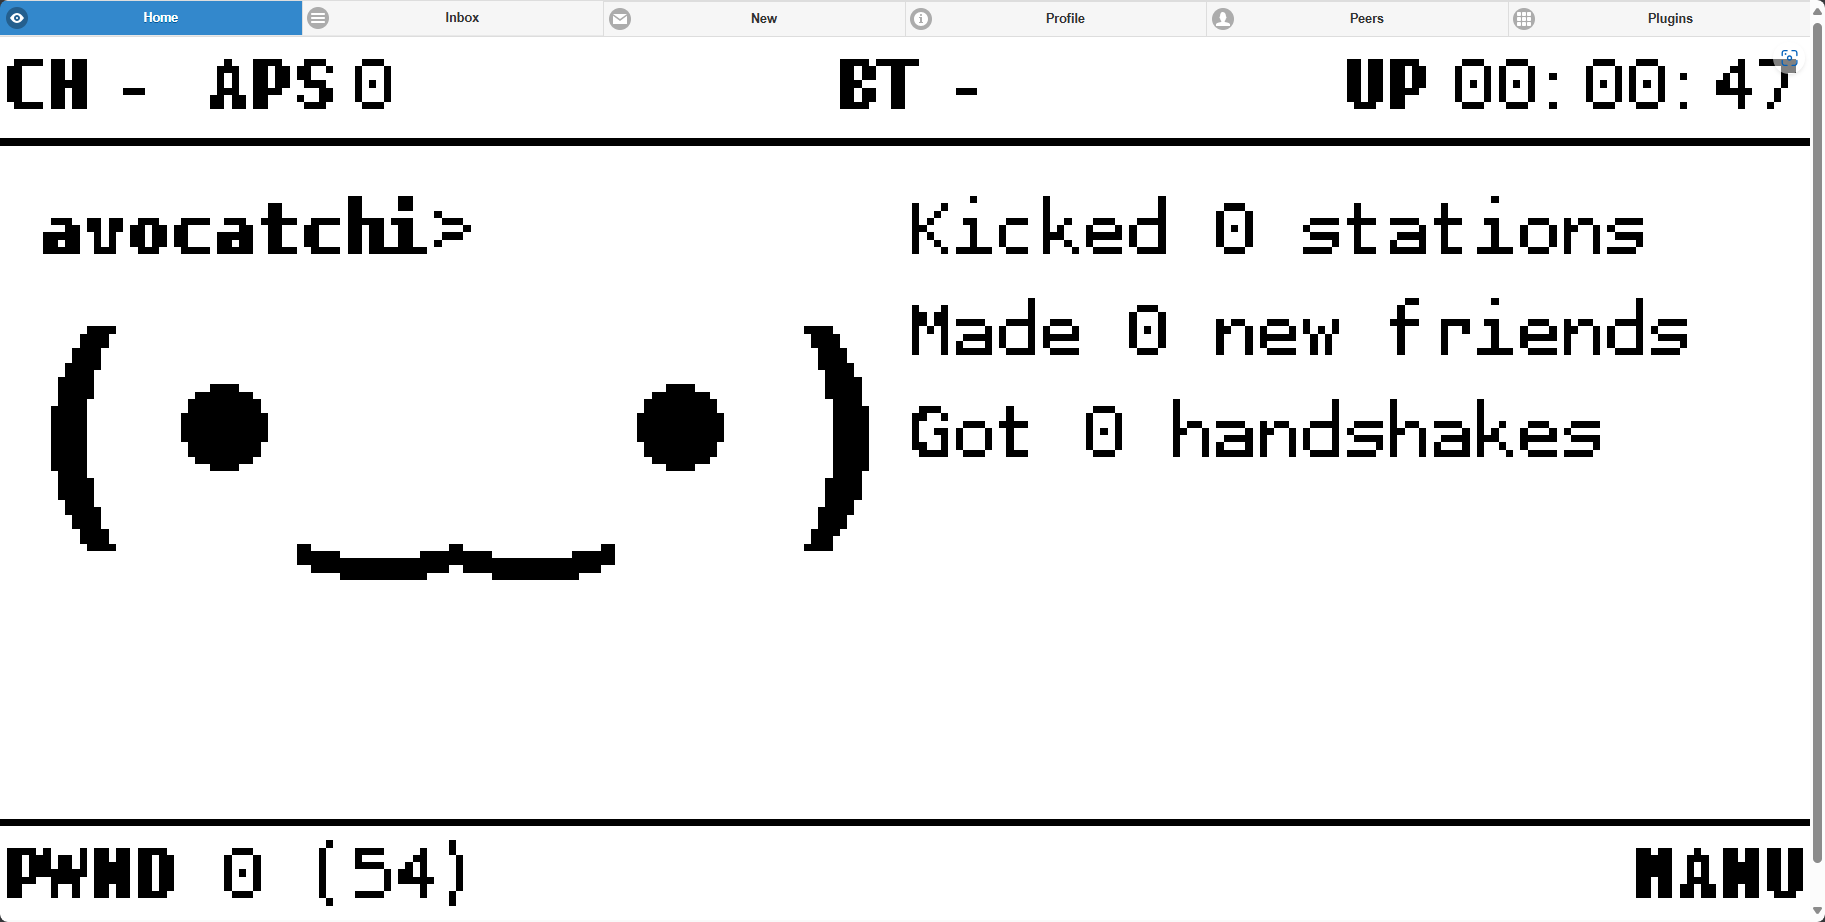 Home Inbox New Profile Peers Plugins
CH - APS 0 BT - UP 00:00:47
avocatchi>
Kicked 0 stations
Made 0 new friends
Got 0 handshakes
PWND 0 (54) MANU